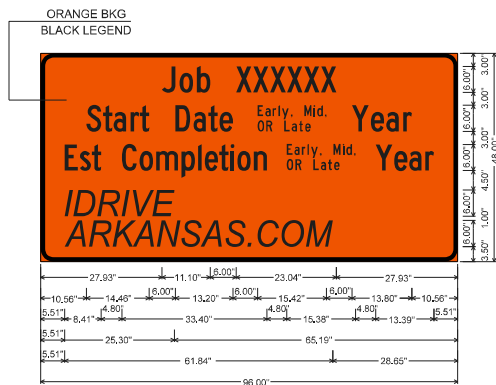 ORANGE BKG
BLACK LEGEND
Job XXXXXX
Start Date Early, Mid, OR Late Year
Est Completion Early, Mid, OR Late Year
IDRIVE
ARKANSAS.COM
6.00" 3.00"
6.00" 3.00"
6.00" 3.00"
6.00" 4.50"
6.00" 1.00"
6.00" 3.50"
48.00"
27.93" 11.10" 6.00" 23.04" 27.93"
10.56" 14.46" 6.00" 13.20" 6.00" 15.42" 6.00" 13.80" 10.56"
5.51" 8.41" 4.80" 33.40" 4.80" 15.38" 4.80" 13.39" 5.51"
5.51" 25.30" 65.19"
5.51" 61.84" 28.65"
96.00"